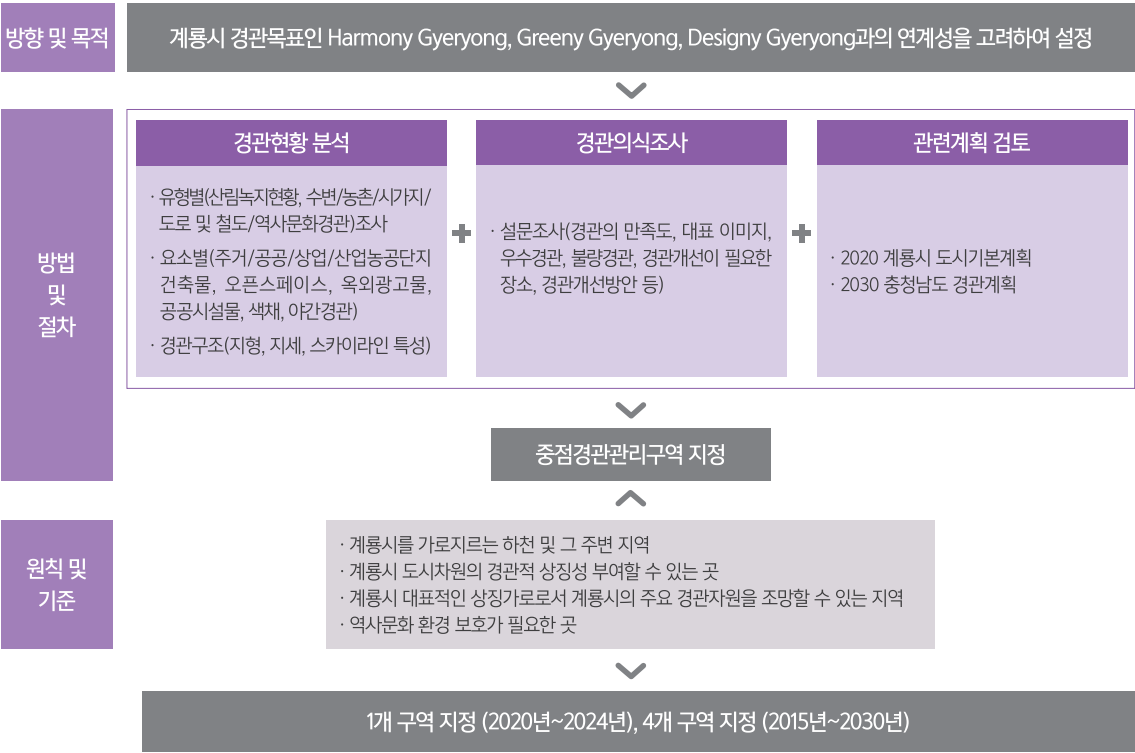 방향 및 목적
계룡시 경관목표인 Harmony Gyeryong, Greeny Gyeryong, Designy Gyeryong과의 연계성을 고려하여 설정
방법
및
절차
경관현황 분석
· 유형별(산림녹지현황, 수변/농촌/시가지/
도로 및 철도/역사문화경관)조사
· 요소별(주거/공공/상업/산업농공단지
건축물, 오픈스페이스, 옥외광고물,
공공시설물, 색채, 야간경관)
· 경관구조(지형, 지세, 스카이라인 특성)
+
경관의식조사
· 설문조사(경관의 만족도, 대표 이미지,
우수경관, 불량경관, 경관개선이 필요한
장소, 경관개선방안 등)
+
관련계획 검토
· 2020 계룡시 도시기본계획
· 2030 충청남도 경관계획
중점경관관리구역 지정
원칙 및
기준
· 계룡시를 가로지르는 하천 및 그 주변 지역
· 계룡시 도시차원의 경관적 상징성 부여할 수 있는 곳
· 계룡시 대표적인 상징가로로서 계룡시의 주요 경관자원을 조망할 수 있는 지역
· 역사문화 환경 보호가 필요한 곳
1개 구역 지정 (2020년~2024년), 4개 구역 지정 (2015년~2030년)